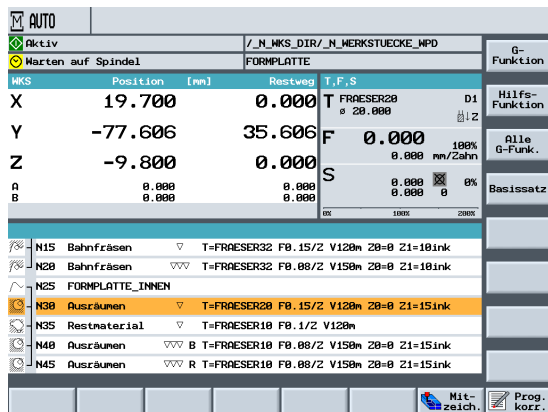 M AUTO
Aktiv /_N_WKS_DIR/_N_WERKSTUECKE_WPD
Warten auf Spindel FORMPLATTE
WKS Position [mm] Restweg T,F,S
X 19.700 0.000 T FRAESER20 D1
ø 20.000 Z
Y -77.606 35.606 F 0.000 100%
0.000 mm/Zahn
Z -9.800 0.000 S
A 0.000 0.000 0.000 0%
B 0.000 0.000 0.000 0
0% 100% 200%
N15 Bahnfräsen ▽ T=FRAESER32 F0.15/Z V120m Z0=0 Z1=10ink
N20 Bahnfräsen ▽▽▽ T=FRAESER32 F0.08/Z V150m Z0=0 Z1=10ink
N25 FORMPLATTE_INNEN
N30 Ausräumen ▽ T=FRAESER20 F0.15/Z V120m Z0=0 Z1=15ink
N35 Restmaterial ▽ T=FRAESER10 F0.1/Z V120m
N40 Ausräumen ▽▽▽ B T=FRAESER10 F0.08/Z V150m Z0=0 Z1=15ink
N45 Ausräumen ▽▽▽ R T=FRAESER10 F0.08/Z V150m Z0=0 Z1=15ink
G-
Funktion
Hilfs-
Funktion
Alle
G-Funk.
Basissatz
Mit-
zeich.
Prog.
korr.